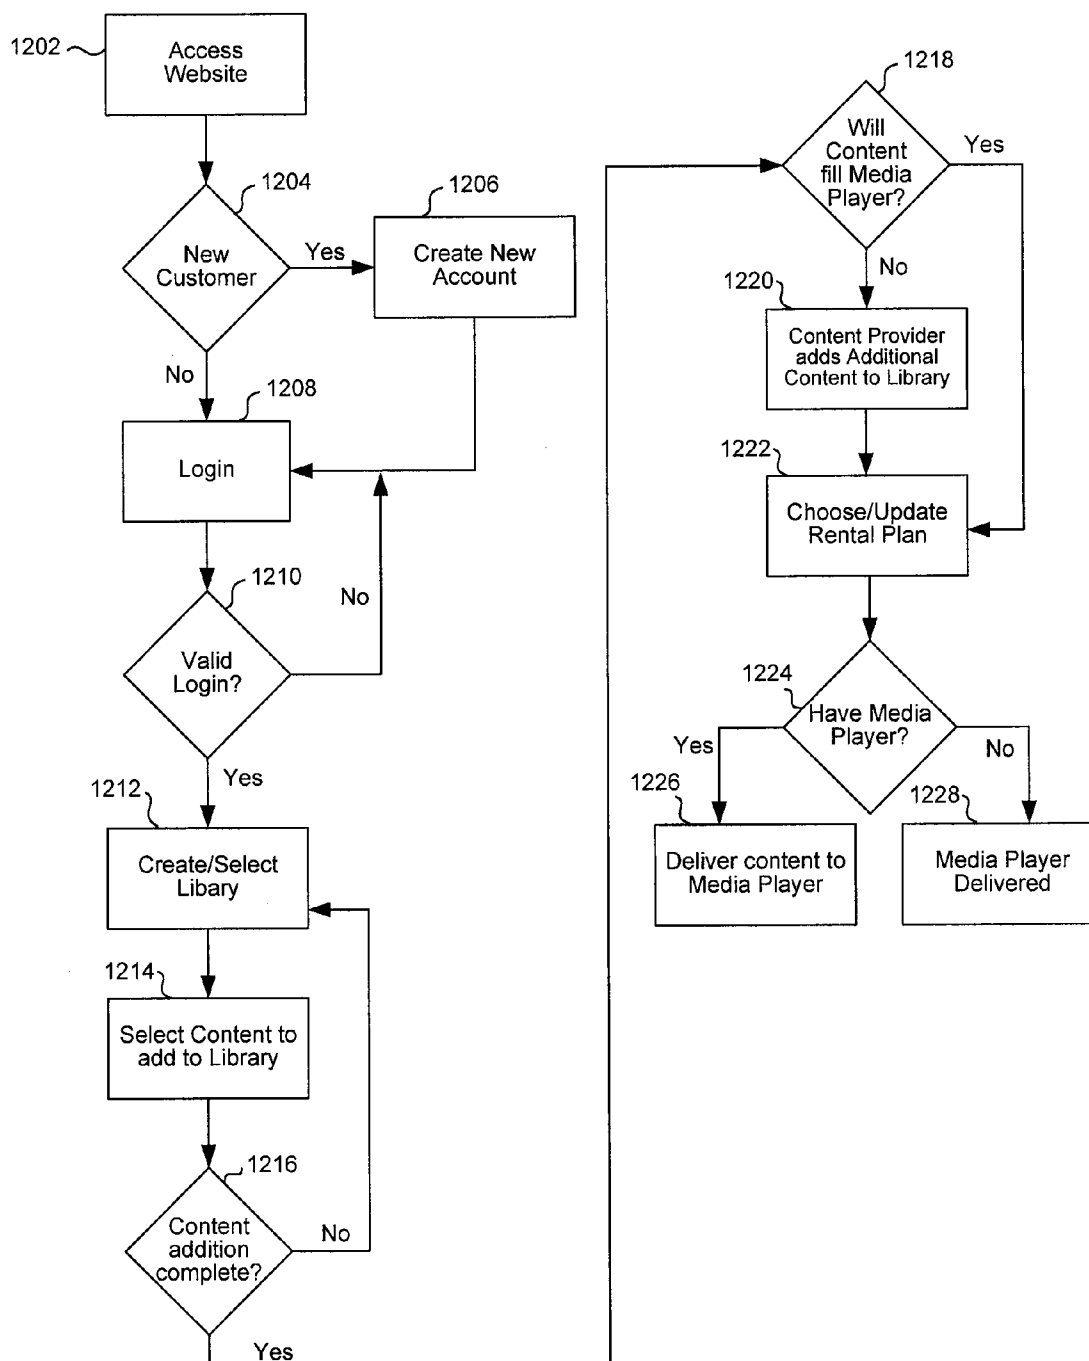 1202
Access
Website
1204
New
Customer
Yes
1206
Create New
Account
No
1208
Login
1210
Valid
Login?
No
Yes
1212
Create/Select
Libary
1214
Select Content to
add to Library
1216
Content
addition
complete?
No
Yes
1218
Will
Content
fill Media
Player?
Yes
No
1220
Content Provider
adds Additional
Content to Library
1222
Choose/Update
Rental Plan
1224
Have Media
Player?
Yes
No
1226
Deliver content to
Media Player
1228
Media Player
Delivered